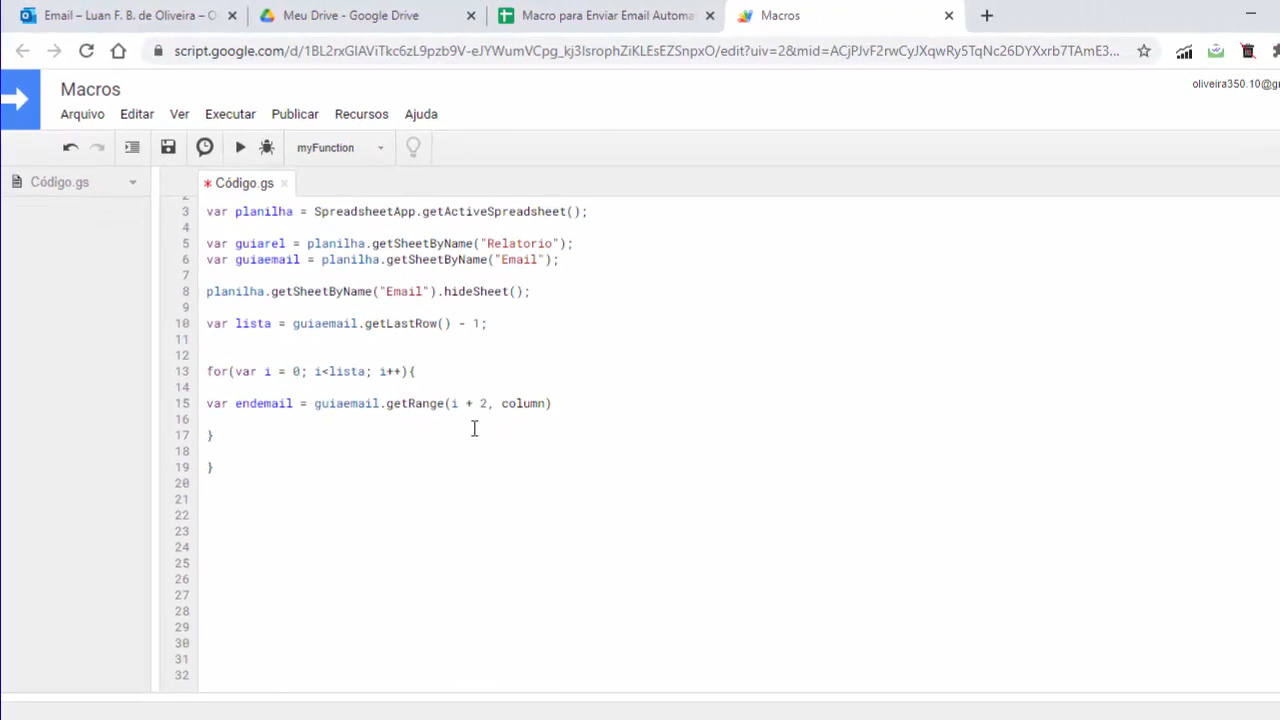 Email – Luan F. B. de Oliveira – O
Meu Drive - Google Drive
Macro para Enviar Email Automa
Macros
script.google.com/d/1BL2rxGlAViTkc6zL9pzb9V-eJYWumVCpg_kj3IsrophZiKLEsEZSnpxO/edit?uiv=2&mid=ACjPJvF2rwCyJXqwRy5TqNc26DYXxrb7TAmE3...
Macros
oliveira350.10@g
Arquivo Editar Ver Executar Publicar Recursos Ajuda
myFunction
Código.gs
* Código.gs
3 var planilha = SpreadsheetApp.getActiveSpreadsheet();
4
5 var guiarel = planilha.getSheetByName("Relatorio");
6 var guiaemail = planilha.getSheetByName("Email");
7
8 planilha.getSheetByName("Email").hideSheet();
9
10 var lista = guiaemail.getLastRow() - 1;
11
12
13 for(var i = 0; i<lista; i++){
14
15 var endemail = guiaemail.getRange(i + 2, column)
16
17 }
18
19 }
20
21
22
23
24
25
26
27
28
29
30
31
32